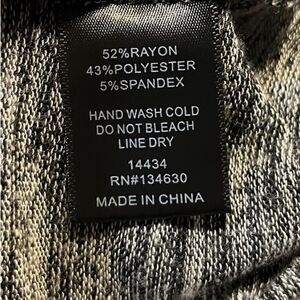 52%RAYON
43%POLYESTER
5%SPANDEX
HAND WASH COLD
DO NOT BLEACH
LINE DRY
14434
RN#134630
MADE IN CHINA